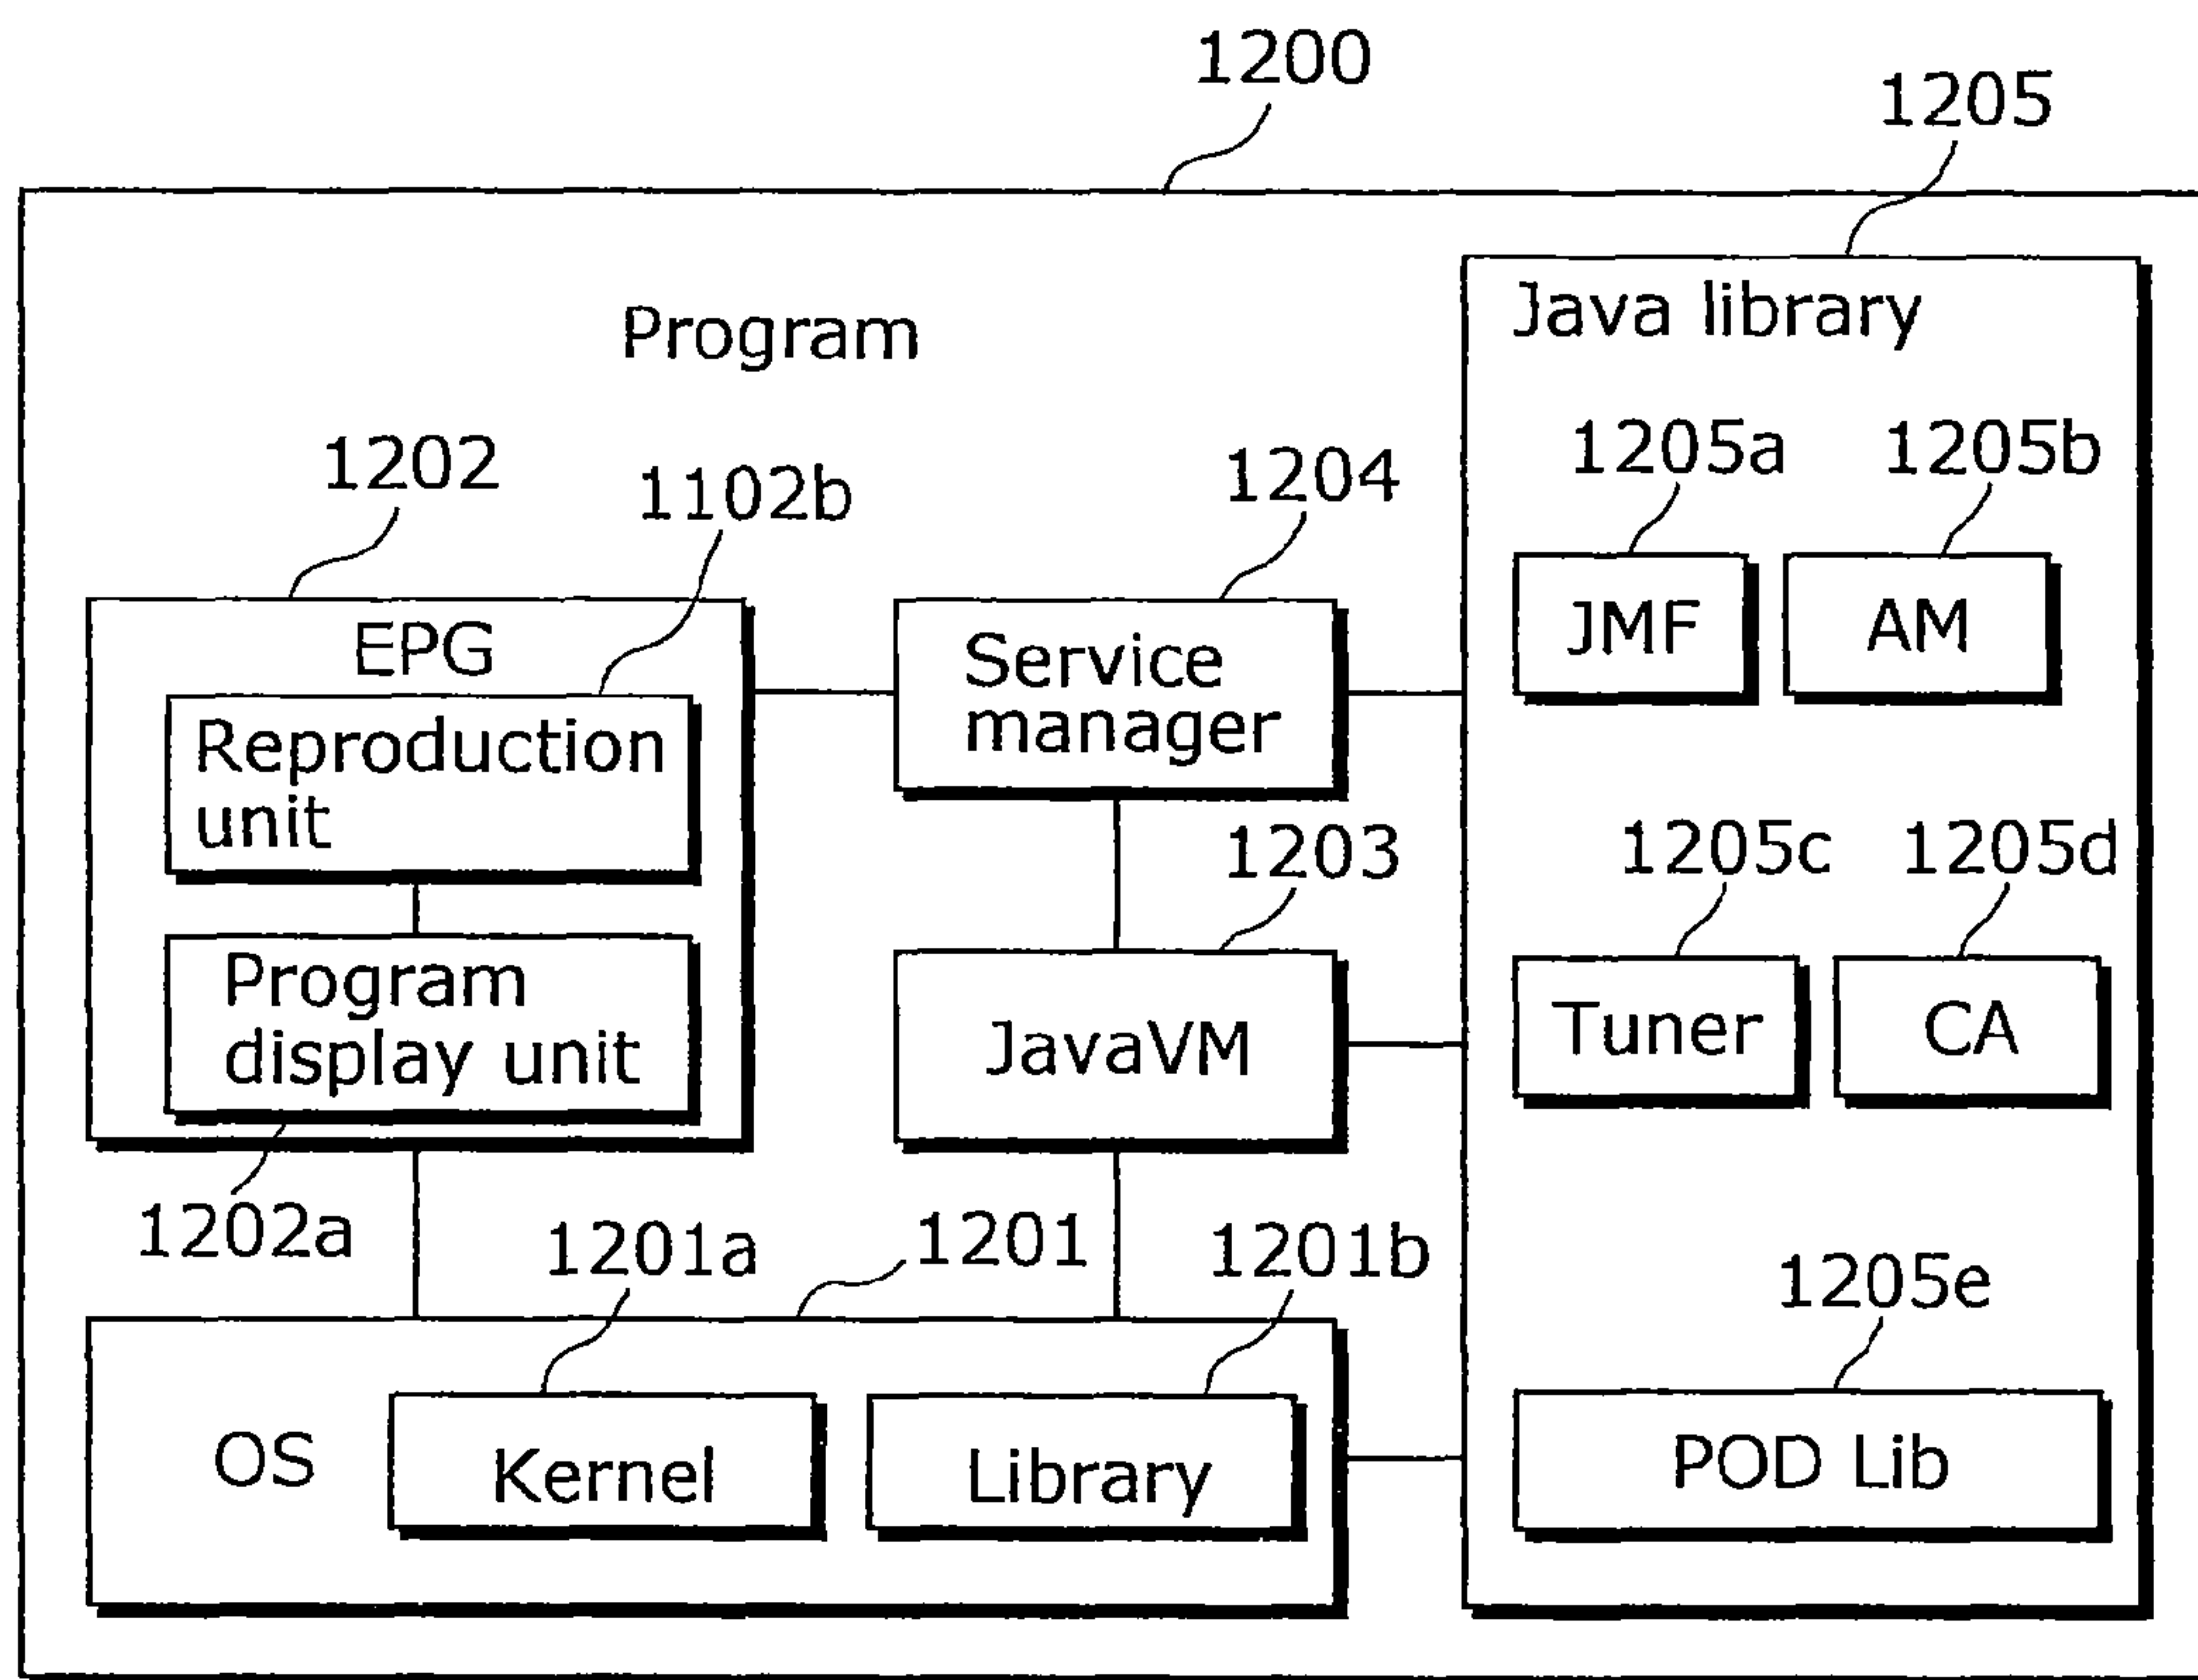 1200
1205
Program
Java library
1202
1102b
1204
1205a
1205b
EPG
Reproduction
unit
Service
manager
JMF
AM
1203
1205c
1205d
Program
display unit
JavaVM
Tuner
CA
1202a
1201a
1201
1201b
1205e
OS
Kernel
Library
POD Lib